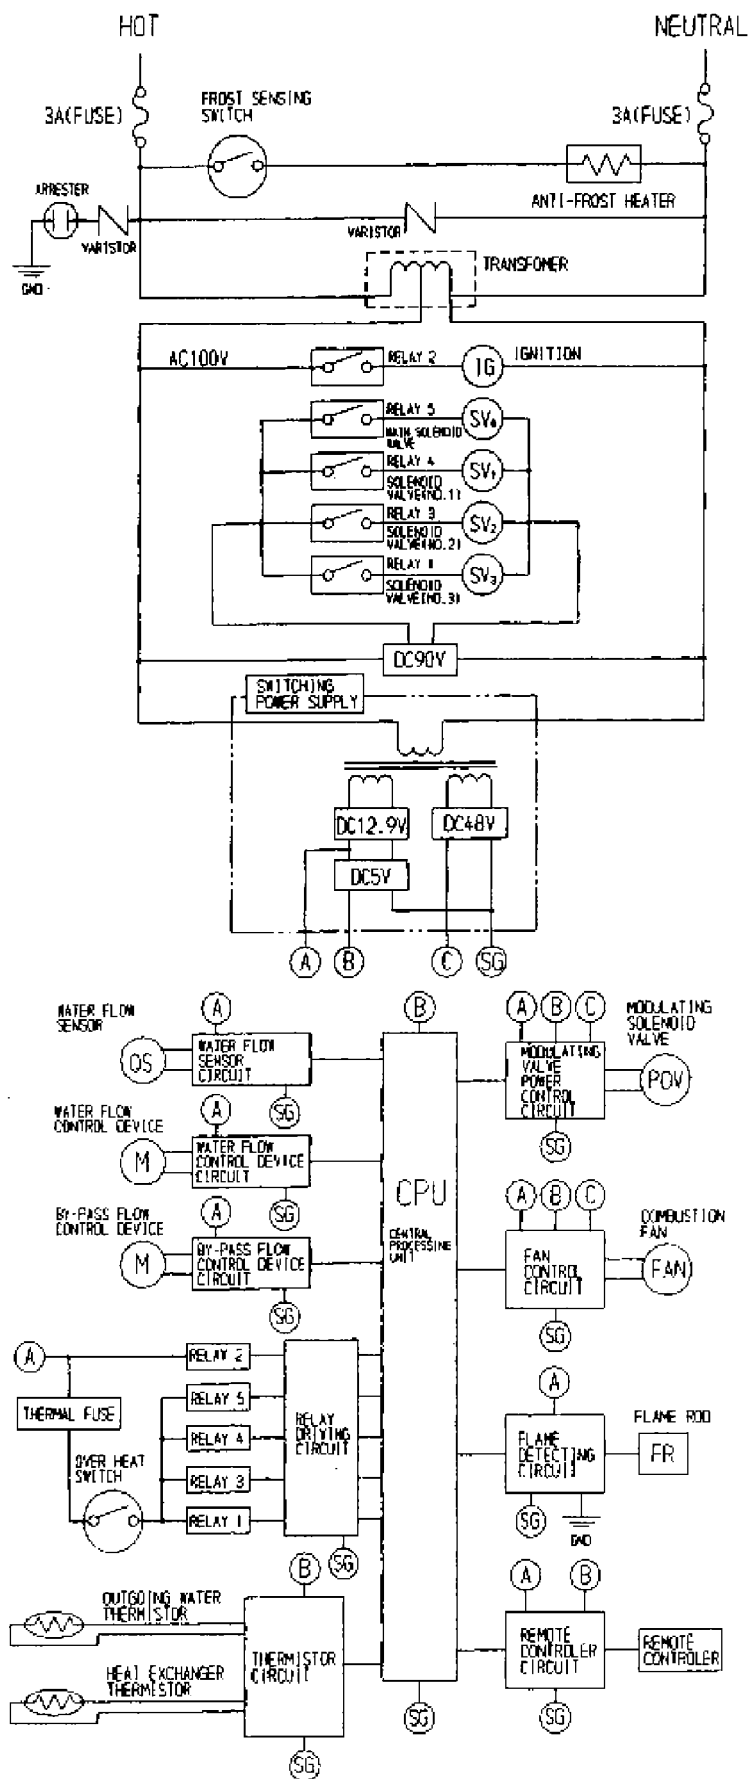 HOT
NEUTRAL
3A(FUSE)
FROST SENSING
SWITCH
3A(FUSE)
ARRESTER
VARISTOR
ANTI-FROST HEATER
VARISTOR
GND
TRANSFOMER
AC100V
RELAY 2
IG
IGNITION
RELAY 5
MAIN SOLENOID
VALVE
SV₀
RELAY 4
SOLENOID
VALVE(NO.1)
SV₁
RELAY 3
SOLENOID
VALVE(NO.2)
SV₂
RELAY 1
SOLENOID
VALVE(NO.3)
SV₃
DC90V
SWITCHING
POWER SUPPLY
DC12.9V
DC48V
DC5V
A
B
C
SG
WATER FLOW
SENSOR
A
OS
WATER FLOW
SENSOR
CIRCUIT
SG
WATER FLOW
CONTROL DEVICE
A
M
WATER FLOW
CONTROL DEVICE
CIRCUIT
SG
BY-PASS FLOW
CONTROL DEVICE
A
M
BY-PASS FLOW
CONTROL DEVICE
CIRCUIT
SG
B
CPU
CENTRAL
PROCESSING
UNIT
SG
A
B
C
MODULATING
SOLENOID
VALVE
MODULATING
VALVE
POWER
CONTROL
CIRCUIT
POV
SG
A
B
C
COMBUSTION
FAN
FAN
CONTROL
CIRCUIT
FAN
SG
A
RELAY 2
THERMAL FUSE
RELAY 5
RELAY 4
OVER HEAT
SWITCH
RELAY 3
RELAY 1
RELAY
DRIVING
CIRCUIT
SG
A
FLAME
DETECTING
CIRCUIT
FLAME ROD
FR
SG
GND
B
OUTGOING WATER
THERMISTOR
HEAT EXCHANGER
THERMISTOR
THERMISTOR
CIRCUIT
SG
A
B
REMOTE
CONTROLER
CIRCUIT
REMOTE
CONTROLER
SG